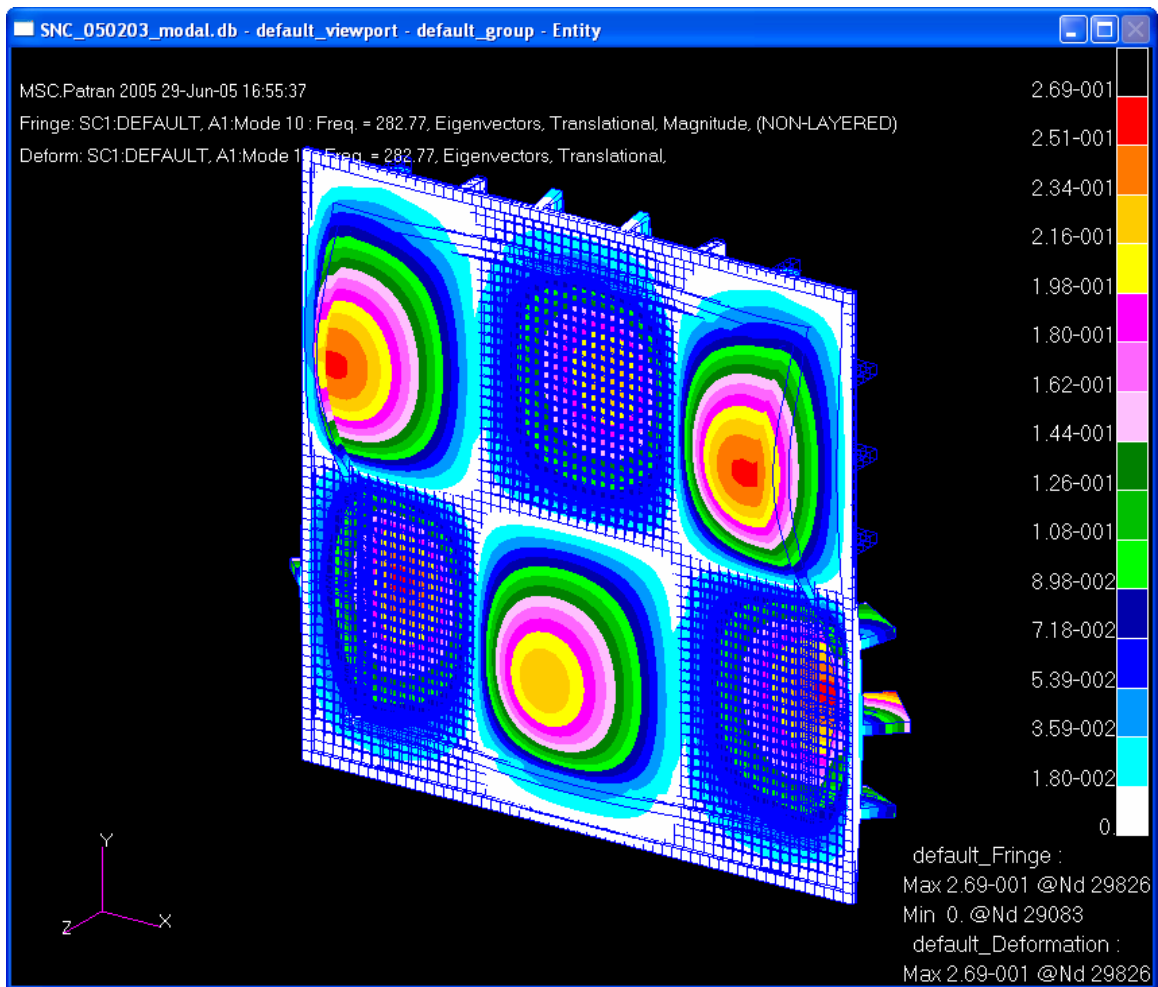 SNC_050203_modal.db - default_viewport - default_group - Entity
MSC.Patran 2005 29-Jun-05 16:55:37
Fringe: SC1:DEFAULT, A1:Mode 10 : Freq. = 282.77, Eigenvectors, Translational, Magnitude, (NON-LAYERED)
Deform: SC1:DEFAULT, A1:Mode 1 Freq. = 282.77, Eigenvectors, Translational,
2.69-001
2.51-001
2.34-001
2.16-001
1.98-001
1.80-001
1.62-001
1.44-001
1.26-001
1.08-001
8.98-002
7.18-002
5.39-002
3.59-002
1.80-002
0.
default_Fringe :
Max 2.69-001 @Nd 29826
Min 0. @Nd 29083
default_Deformation :
Max 2.69-001 @Nd 29826
Y
Z
X